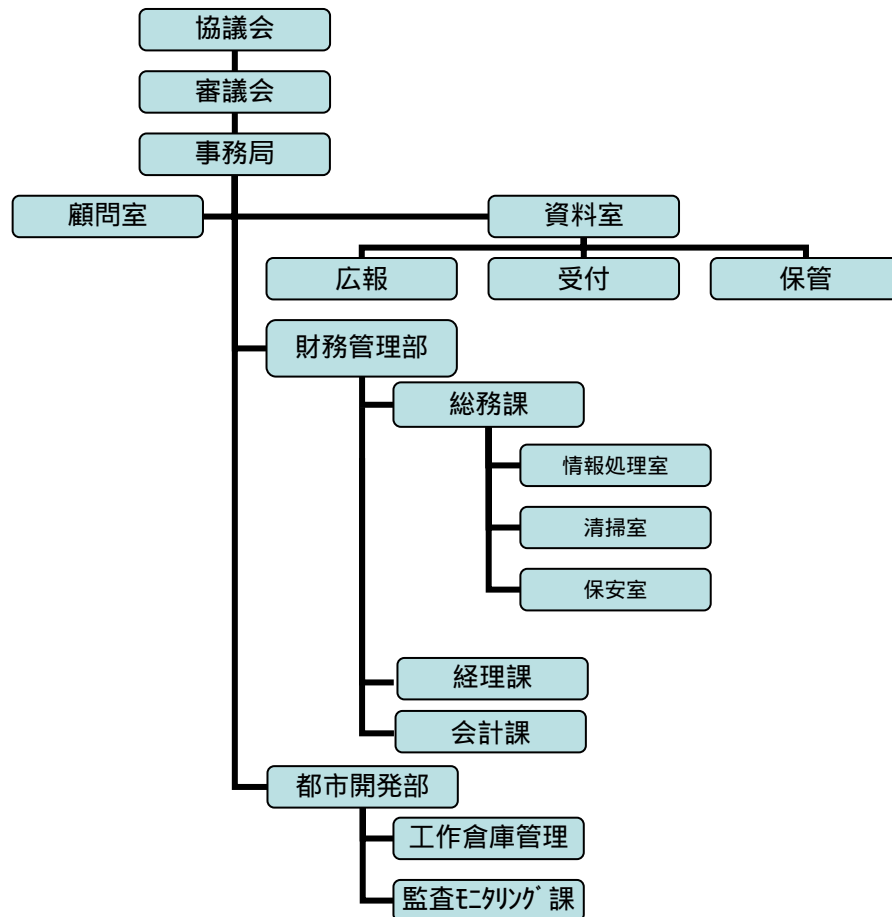 協議会
審議会
事務局
顧問室
資料室
広報
受付
保管
財務管理部
総務課
情報処理室
清掃室
保安室
経理課
会計課
都市開発部
工作倉庫管理
監査ﾓﾆﾀﾘﾝｸﾞ課